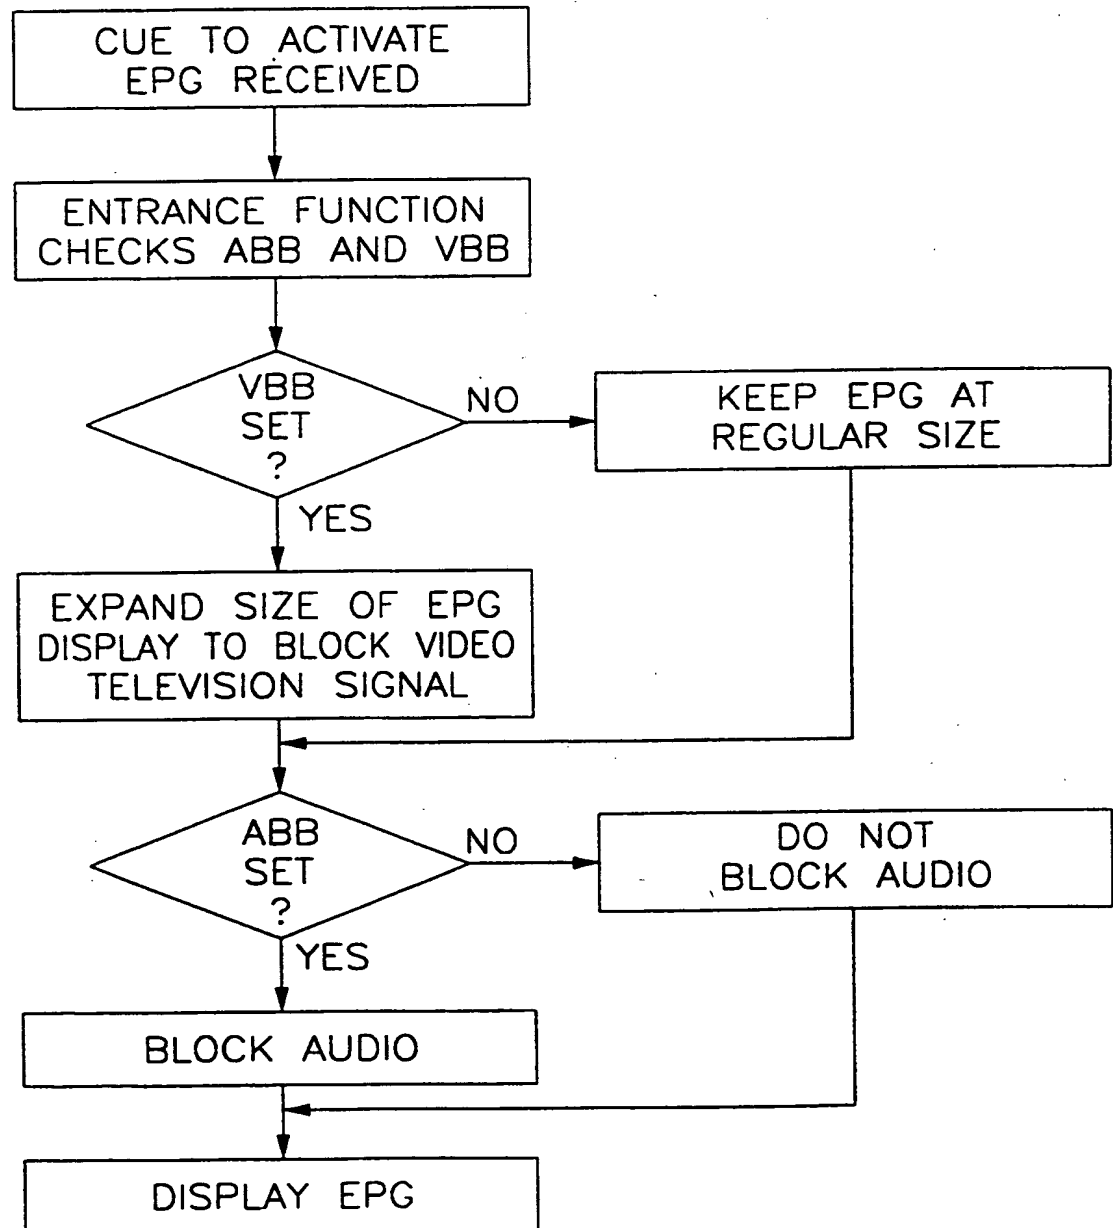 CUE TO ACTIVATE
EPG RECEIVED
ENTRANCE FUNCTION
CHECKS ABB AND VBB
VBB
SET
?
NO
KEEP EPG AT
REGULAR SIZE
YES
EXPAND SIZE OF EPG
DISPLAY TO BLOCK VIDEO
TELEVISION SIGNAL
ABB
SET
?
NO
DO NOT
BLOCK AUDIO
YES
BLOCK AUDIO
DISPLAY EPG